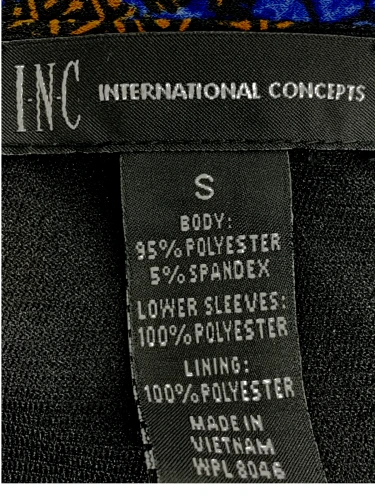 I·N·C INTERNATIONAL CONCEPTS
S
BODY:
95% POLYESTER
5% SPANDEX
LOWER SLEEVES:
100% POLYESTER
LINING:
100% POLYESTER
MADE IN
VIETNAM
WPL 8046